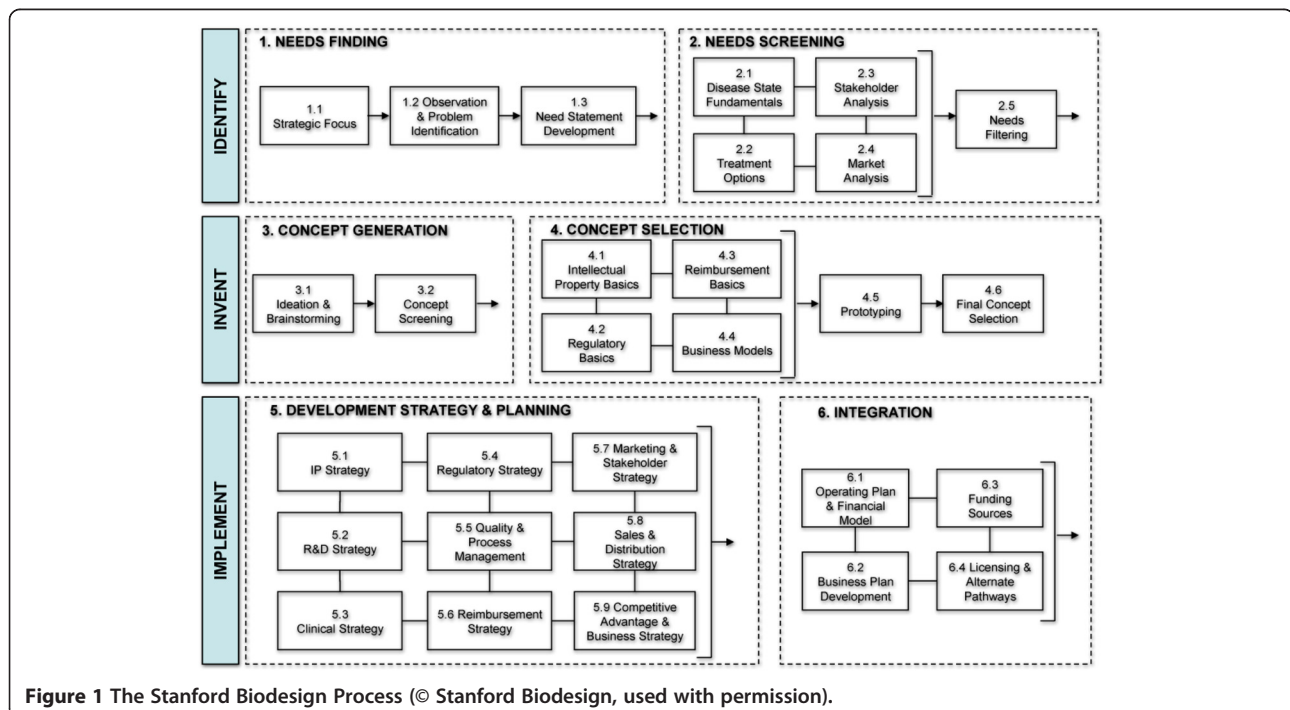 IDENTIFY
1. NEEDS FINDING
1.1
Strategic Focus
1.2 Observation
& Problem
Identification
1.3
Need Statement
Development
2. NEEDS SCREENING
2.1
Disease State
Fundamentals
2.3
Stakeholder
Analysis
2.2
Treatment
Options
2.4
Market
Analysis
2.5
Needs
Filtering
INVENT
3. CONCEPT GENERATION
3.1
Ideation &
Brainstorming
3.2
Concept
Screening
4. CONCEPT SELECTION
4.1
Intellectual
Property Basics
4.3
Reimbursement
Basics
4.2
Regulatory
Basics
4.4
Business Models
4.5
Prototyping
4.6
Final Concept
Selection
IMPLEMENT
5. DEVELOPMENT STRATEGY & PLANNING
5.1
IP Strategy
5.4
Regulatory Strategy
5.7 Marketing &
Stakeholder
Strategy
5.2
R&D Strategy
5.5 Quality &
Process
Management
5.8
Sales &
Distribution
Strategy
5.3
Clinical Strategy
5.6 Reimbursement
Strategy
5.9 Competitive
Advantage &
Business Strategy
6. INTEGRATION
6.1
Operating Plan
& Financial
Model
6.3
Funding
Sources
6.2
Business Plan
Development
6.4 Licensing &
Alternate
Pathways
Figure 1 The Stanford Biodesign Process (© Stanford Biodesign, used with permission).